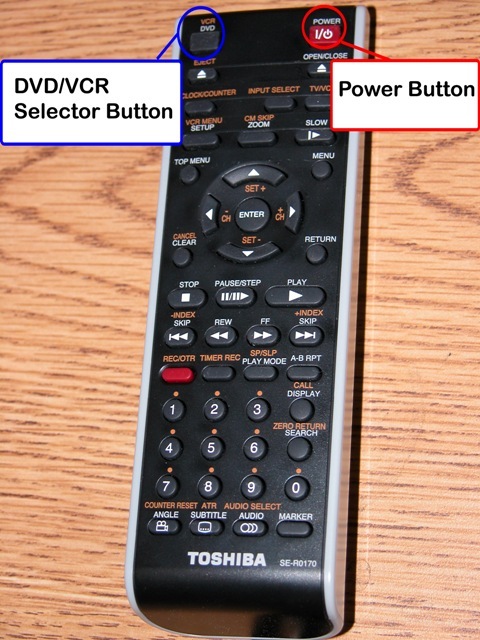 VCR
DVD
POWER
I/⏻
DVD/VCR
Selector Button
Power Button
EJECT
OPEN/CLOSE
CLOCK/COUNTER
INPUT SELECT
TV/VC
VCR MENU
SETUP
CM SKIP
ZOOM
SLOW
TOP MENU
MENU
SET +
-
CH
ENTER
+
CH
SET -
CANCEL
CLEAR
RETURN
STOP
PAUSE/STEP
PLAY
-INDEX
SKIP
REW
FF
+INDEX
SKIP
REC/OTR
TIMER REC
SP/SLP
PLAY MODE
A-B RPT
1
2
3
CALL
DISPLAY
4
5
6
ZERO RETURN
SEARCH
7
8
9
0
COUNTER RESET
ANGLE
ATR
SUBTITLE
AUDIO SELECT
AUDIO
MARKER
TOSHIBA
SE-R0170